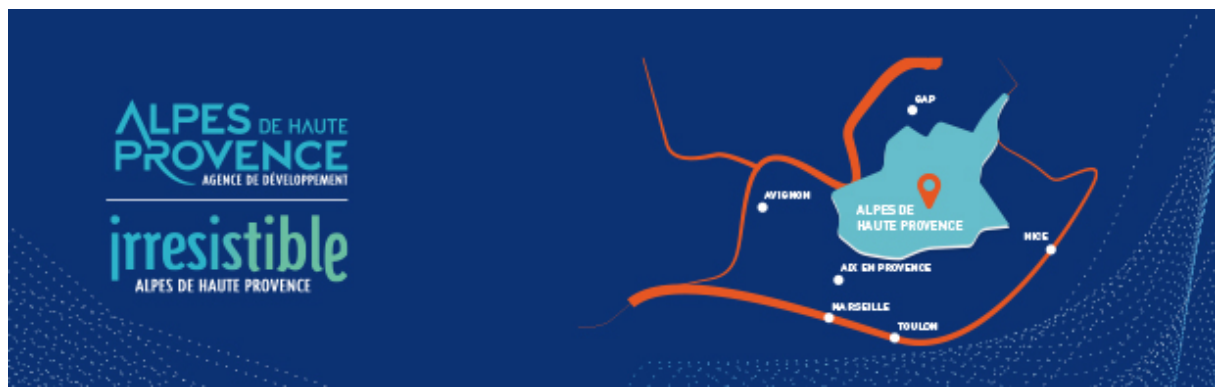 ALPES DE HAUTE
PROVENCE
AGENCE DE DÉVELOPPEMENT
irresistible
ALPES DE HAUTE PROVENCE
GAP
AVIGNON
ALPES DE
HAUTE PROVENCE
NICE
AIX EN PROVENCE
MARSEILLE
TOULON